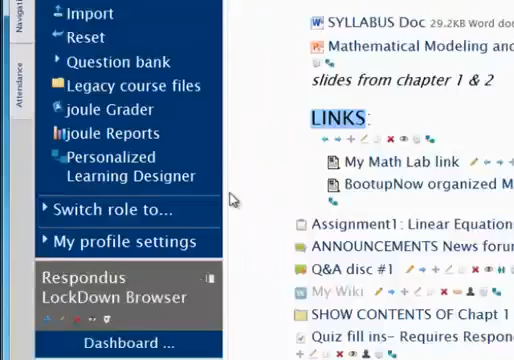 Navigati
Attendance
Import
Reset
Question bank
Legacy course files
joule Grader
joule Reports
Personalized
Learning Designer
Switch role to...
My profile settings
Respondus
LockDown Browser
Dashboard ...
SYLLABUS Doc 29.2KB Word do
Mathematical Modeling and
slides from chapter 1 & 2
LINKS:
My Math Lab link
BootupNow organized M
Assignment1: Linear Equation
ANNOUNCEMENTS News foru
Q&A disc #1
My Wiki
SHOW CONTENTS OF Chapt 1
Quiz fill ins- Requires Respon